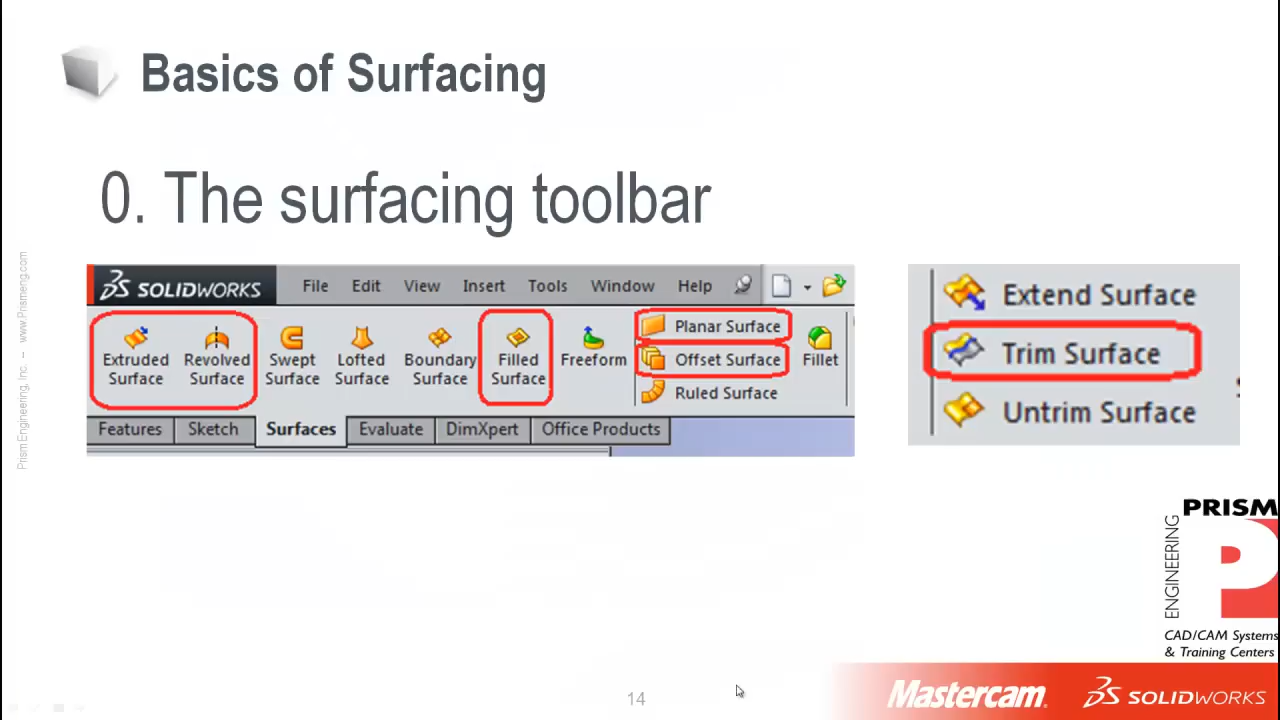 Basics of Surfacing
0. The surfacing toolbar
SOLIDWORKS File Edit View Insert Tools Window Help
Extruded Surface
Revolved Surface
Swept Surface
Lofted Surface
Boundary Surface
Filled Surface
Freeform
Planar Surface
Offset Surface
Ruled Surface
Fillet
Features Sketch Surfaces Evaluate DimXpert Office Products
Extend Surface
Trim Surface
Untrim Surface
Prism Engineering, Inc. -- www.Prismeng.com
PRISM
ENGINEERING
P
CAD/CAM Systems
& Training Centers
14
Mastercam. SOLIDWORKS